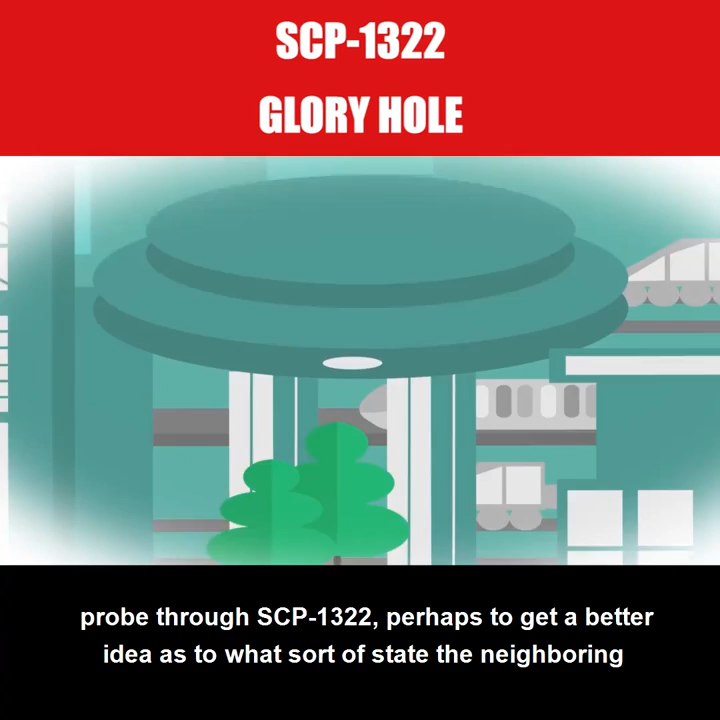 SCP-1322
GLORY HOLE
probe through SCP-1322, perhaps to get a better
idea as to what sort of state the neighboring